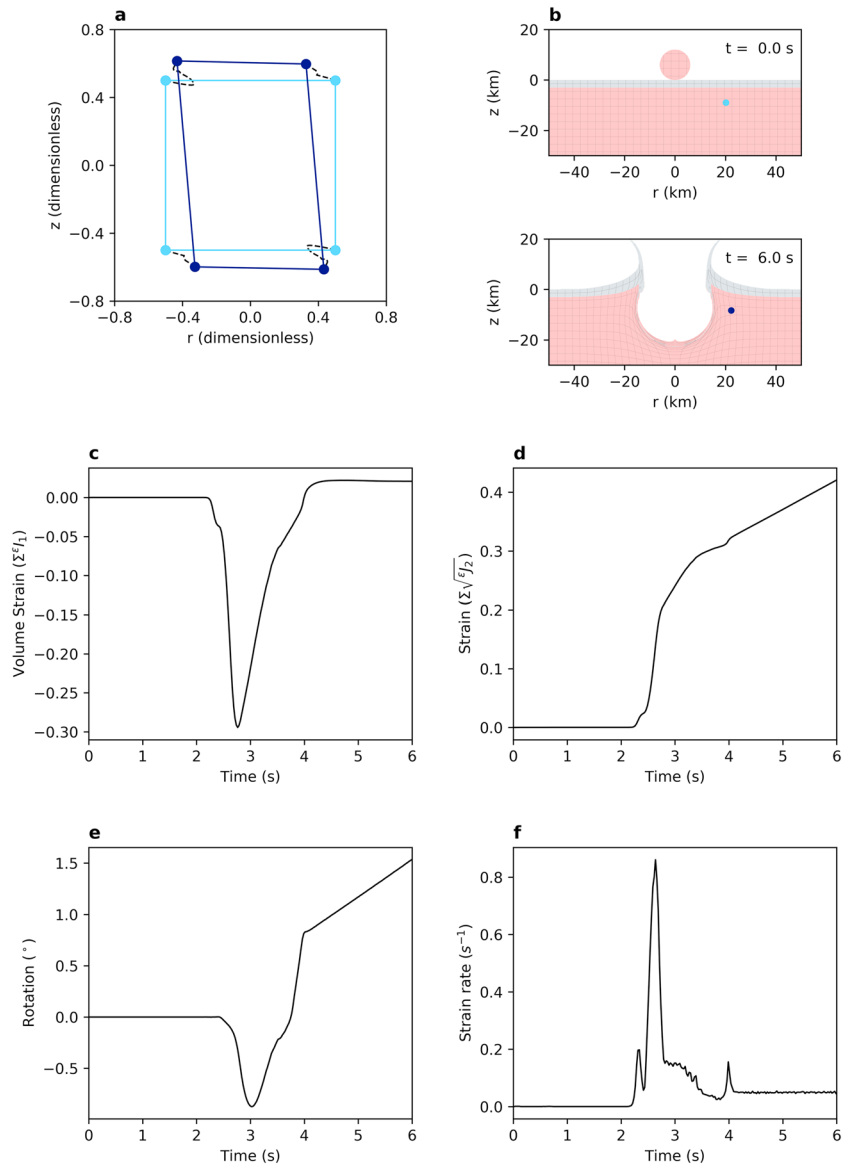 a
0.8
0.4
0.0
−0.4
−0.8
−0.8 −0.4 0.0 0.4 0.8
z (dimensionless)
r (dimensionless)
b
t = 0.0 s
20
0
−20
−40 −20 0 20 40
z (km)
r (km)
t = 6.0 s
20
0
−20
−40 −20 0 20 40
z (km)
r (km)
c
0.00
−0.05
−0.10
−0.15
−0.20
−0.25
−0.30
0 1 2 3 4 5 6
Volume Strain (Σ^εI₁)
Time (s)
d
0.4
0.3
0.2
0.1
0.0
0 1 2 3 4 5 6
Strain (Σ√^εJ₂)
Time (s)
e
1.5
1.0
0.5
0.0
−0.5
0 1 2 3 4 5 6
Rotation (°)
Time (s)
f
0.8
0.6
0.4
0.2
0.0
0 1 2 3 4 5 6
Strain rate (s⁻¹)
Time (s)